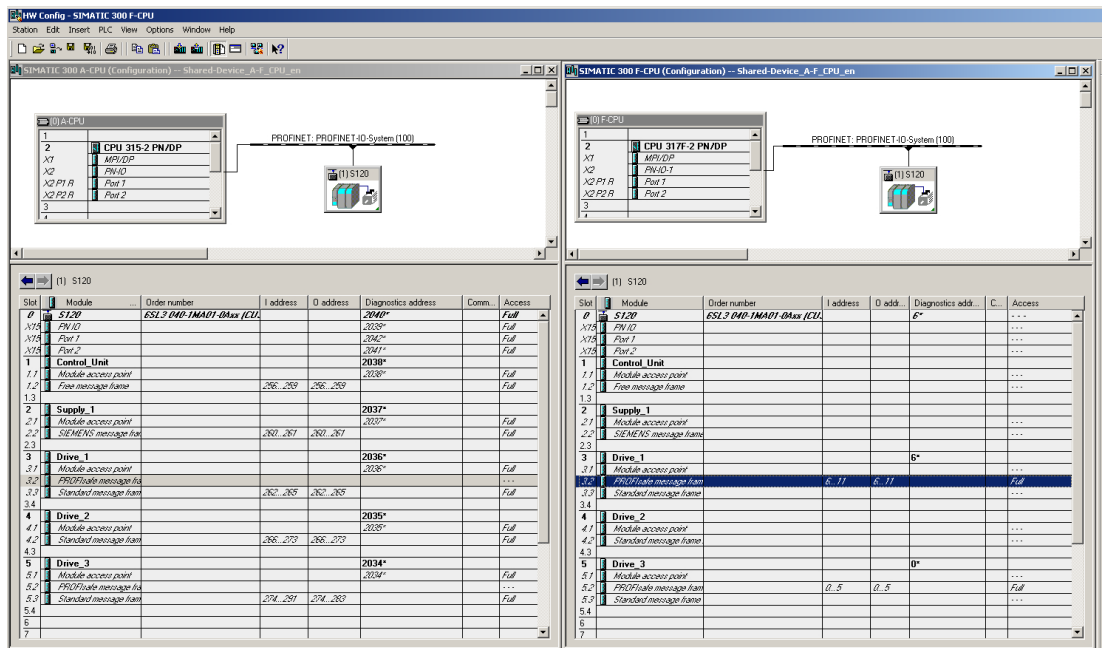 HW Config - SIMATIC 300 F-CPU
Station Edit Insert PLC View Options Window Help
SIMATIC 300 A-CPU (Configuration) -- Shared-Device_A-F_CPU_en
(0) A-CPU
1
2 CPU 315-2 PN/DP
X1 MPI/DP
X2 PN-IO
X2 P1 R Port 1
X2 P2 R Port 2
3
4
PROFINET: PROFINET-IO-System (100)
(1) S120
(1) S120
Slot Module ... Order number I address O address Diagnostics address Comm... Access
0 S120 6SL3 040-1MA01-0Axx (CU. 2040* Full
X15 PN IO 2039* Full
X15 Port 1 2042* Full
X15 Port 2 2041* Full
1 Control_Unit 2038*
1.1 Module access point 2038* Full
1.2 Free message frame 256...259 256...259 Full
1.3
2 Supply_1 2037*
2.1 Module access point 2037* Full
2.2 SIEMENS message fran 260...261 260...261 Full
2.3
3 Drive_1 2036*
3.1 Module access point 2036* Full
3.2 PROFIsafe message fra - - -
3.3 Standard message fram 262...265 262...265 Full
3.4
4 Drive_2 2035*
4.1 Module access point 2035* Full
4.2 Standard message fram 266...273 266...273 Full
4.3
5 Drive_3 2034*
5.1 Module access point 2034* Full
5.2 PROFIsafe message fra - - -
5.3 Standard message fram 274...291 274...283 Full
5.4
6
7
SIMATIC 300 F-CPU (Configuration) -- Shared-Device_A-F_CPU_en
(0) F-CPU
1
2 CPU 317F-2 PN/DP
X1 MPI/DP
X2 PN-IO-1
X2 P1 R Port 1
X2 P2 R Port 2
3
4
PROFINET: PROFINET-IO-System (100)
(1) S120
(1) S120
Slot Module Order number I address O addr... Diagnostics addr... C... Access
0 S120 6SL3 040-1MA01-0Axx (CU. 6* - - -
X15 PN IO - - -
X15 Port 1 - - -
X15 Port 2 - - -
1 Control_Unit
1.1 Module access point - - -
1.2 Free message frame - - -
1.3
2 Supply_1
2.1 Module access point - - -
2.2 SIEMENS message frame - - -
2.3
3 Drive_1 6*
3.1 Module access point - - -
3.2 PROFIsafe message fram 6...11 6...11 Full
3.3 Standard message frame - - -
3.4
4 Drive_2
4.1 Module access point - - -
4.2 Standard message frame - - -
4.3
5 Drive_3 0*
5.1 Module access point - - -
5.2 PROFIsafe message fram 0...5 0...5 Full
5.3 Standard message frame - - -
5.4
6
7